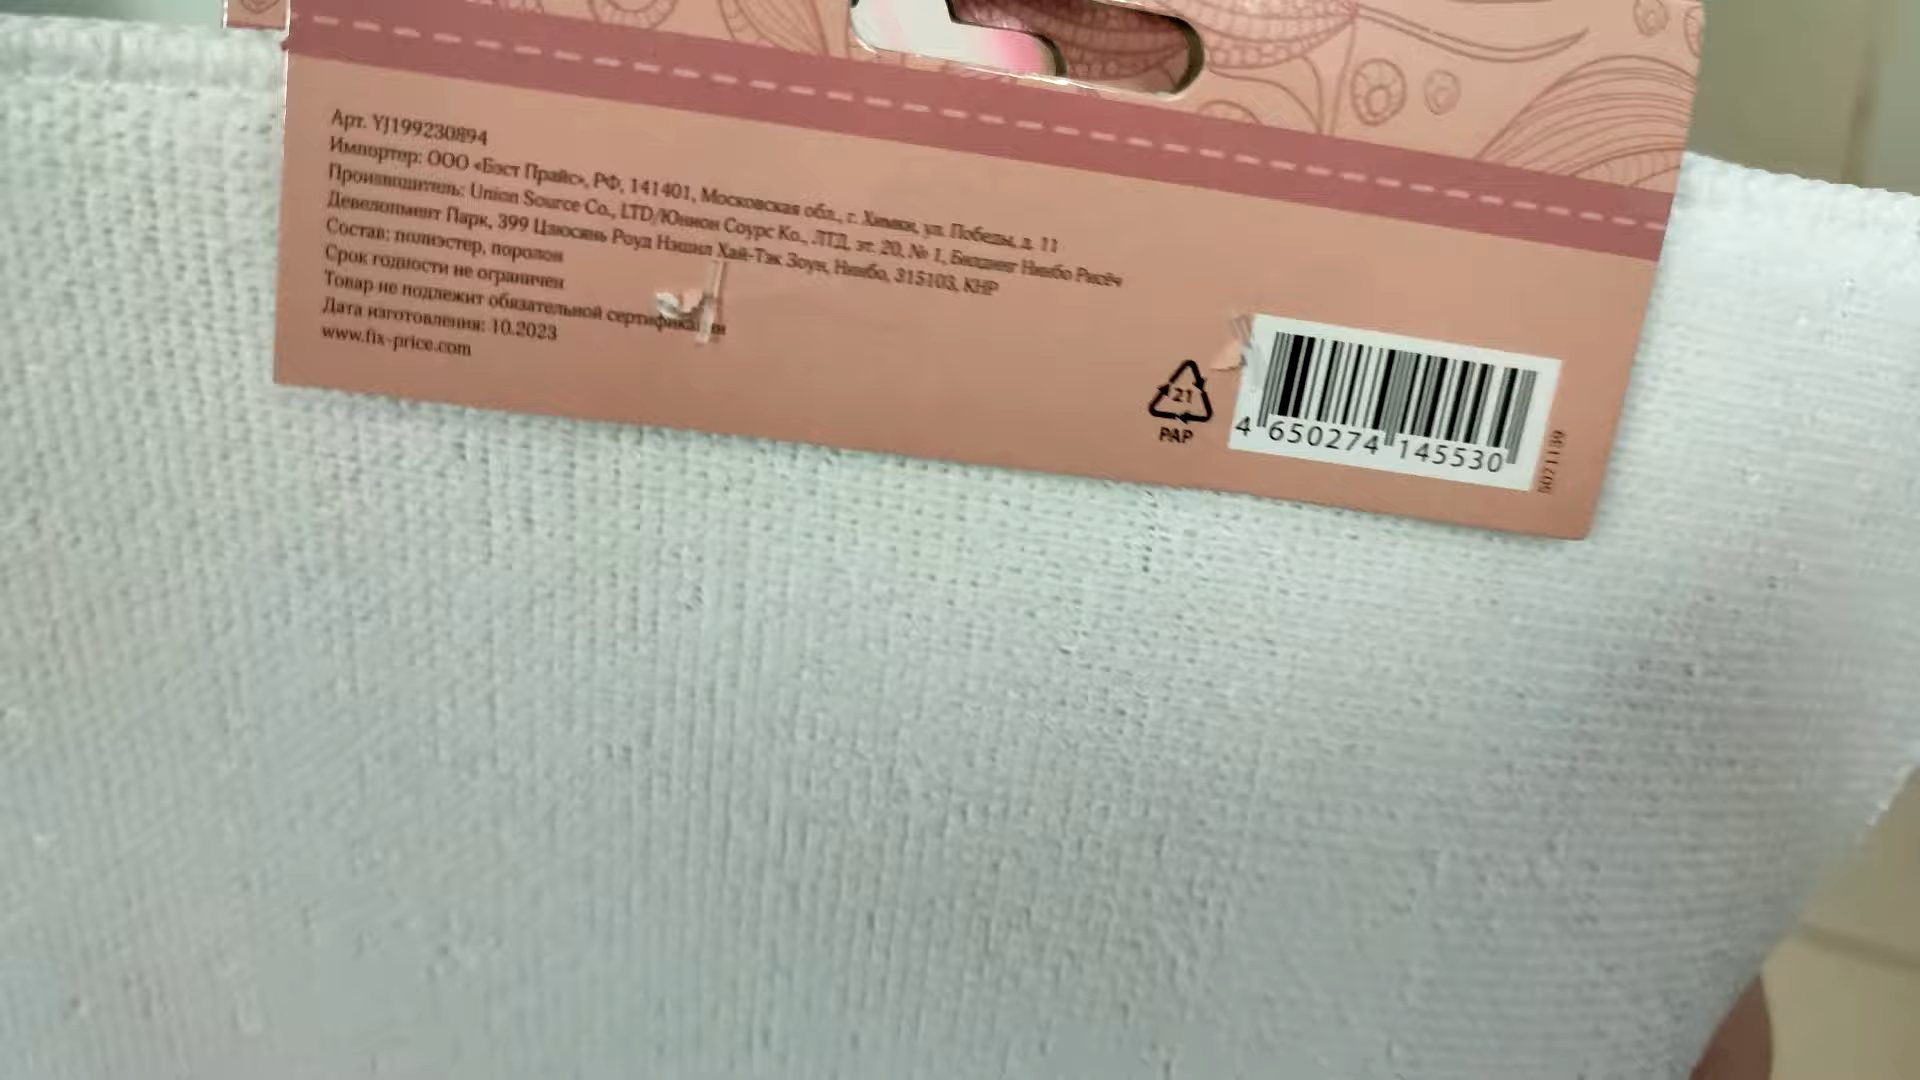 Арт. YJ199230894
Импортер: ООО «Бэст Прайс», РФ, 141401, Московская обл., г. Химки, ул. Победы, д. 11
Производитель: Union Source Co., LTD/Юнион Соурс Ко., ЛТД, эт. 20, № 1, Билдинг Нинбо Рисёч
Девелопмент Парк, 399 Цзюсянь Роуд Нэшнл Хай-Тэк Зоун, Нинбо, 315103, КНР
Состав: полиэстер, поролон
Срок годности не ограничен
Товар не подлежит обязательной сертификации
Дата изготовления: 10.2023
www.fix-price.com
21
PAP
4 650274 145530
5071139